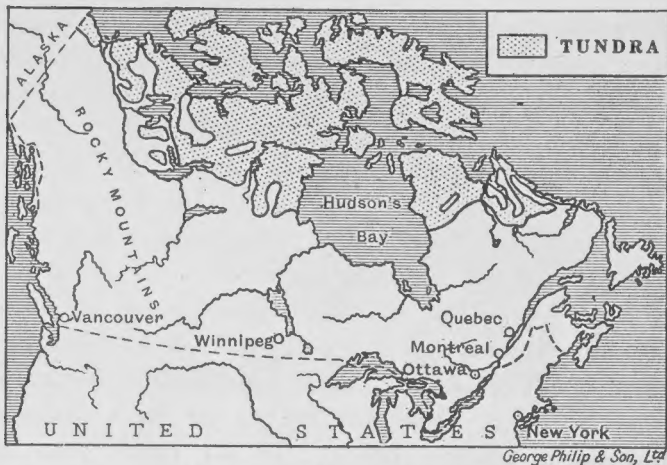 TUNDRA
ALASKA
ROCKY MOUNTAINS
Hudson's
Bay
Vancouver
Winnipeg
Quebec
Montreal
Ottawa
UNITED STATES
New York
George Philip & Son, Ltd.